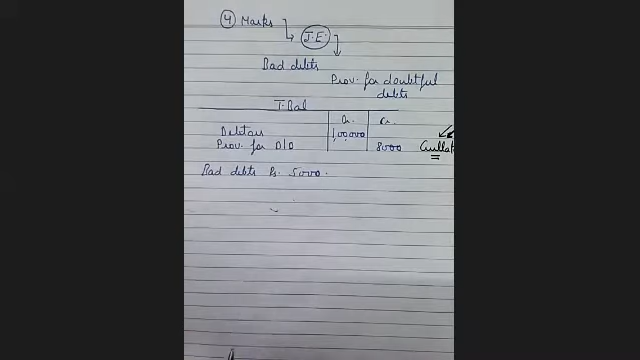 4 Marks
J.E.
Bad debts
Prov. for doubtful
debts
T.Bal
Dr. Cr.
Debtors 1,00,000
Prov. for D/D 8000
Bad debts Rs. 5000.